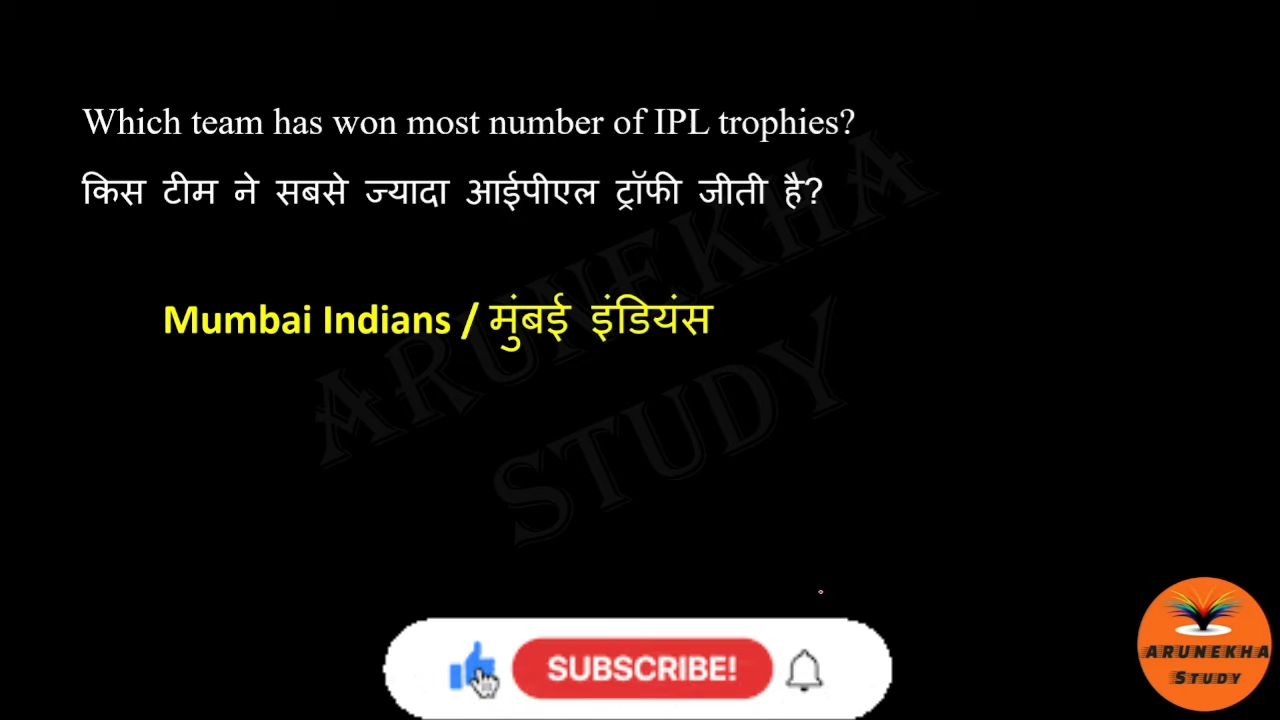 Which team has won most number of IPL trophies?
किस टीम ने सबसे ज्यादा आईपीएल ट्रॉफी जीती है?
Mumbai Indians / मुंबई इंडियंस
ARUNEKHA
STUDY
SUBSCRIBE!
ARUNEKHA
STUDY